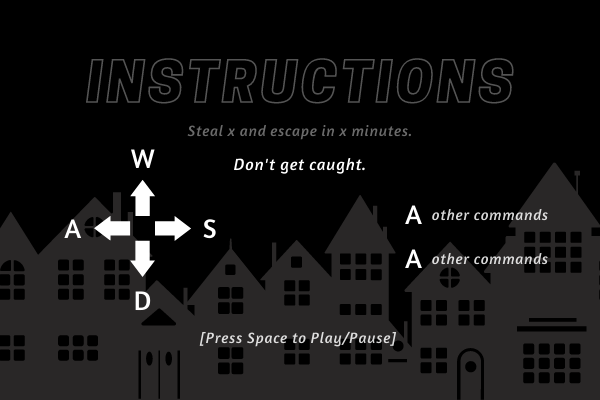 INSTRUCTIONS
Steal x and escape in x minutes.
Don't get caught.
W
A
S
D
A other commands
A other commands
[Press Space to Play/Pause]